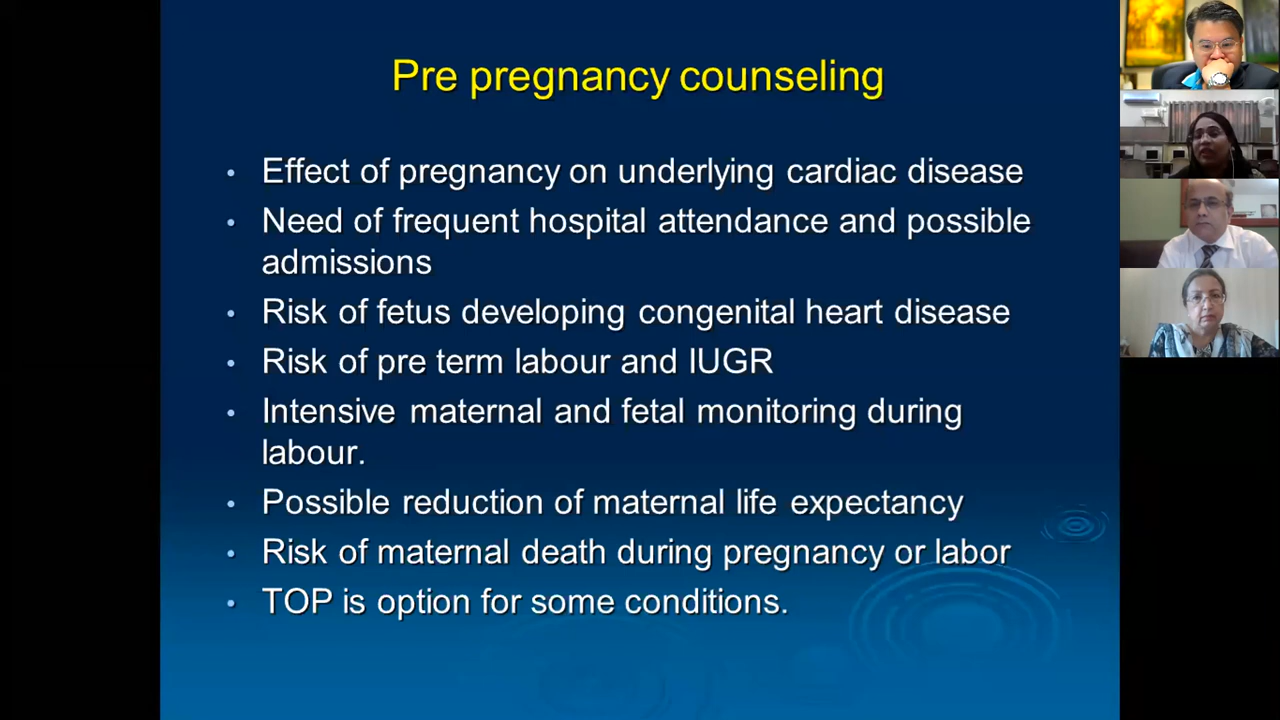 Pre pregnancy counseling
• Effect of pregnancy on underlying cardiac disease
• Need of frequent hospital attendance and possible
admissions
• Risk of fetus developing congenital heart disease
• Risk of pre term labour and IUGR
• Intensive maternal and fetal monitoring during
labour.
• Possible reduction of maternal life expectancy
• Risk of maternal death during pregnancy or labor
• TOP is option for some conditions.